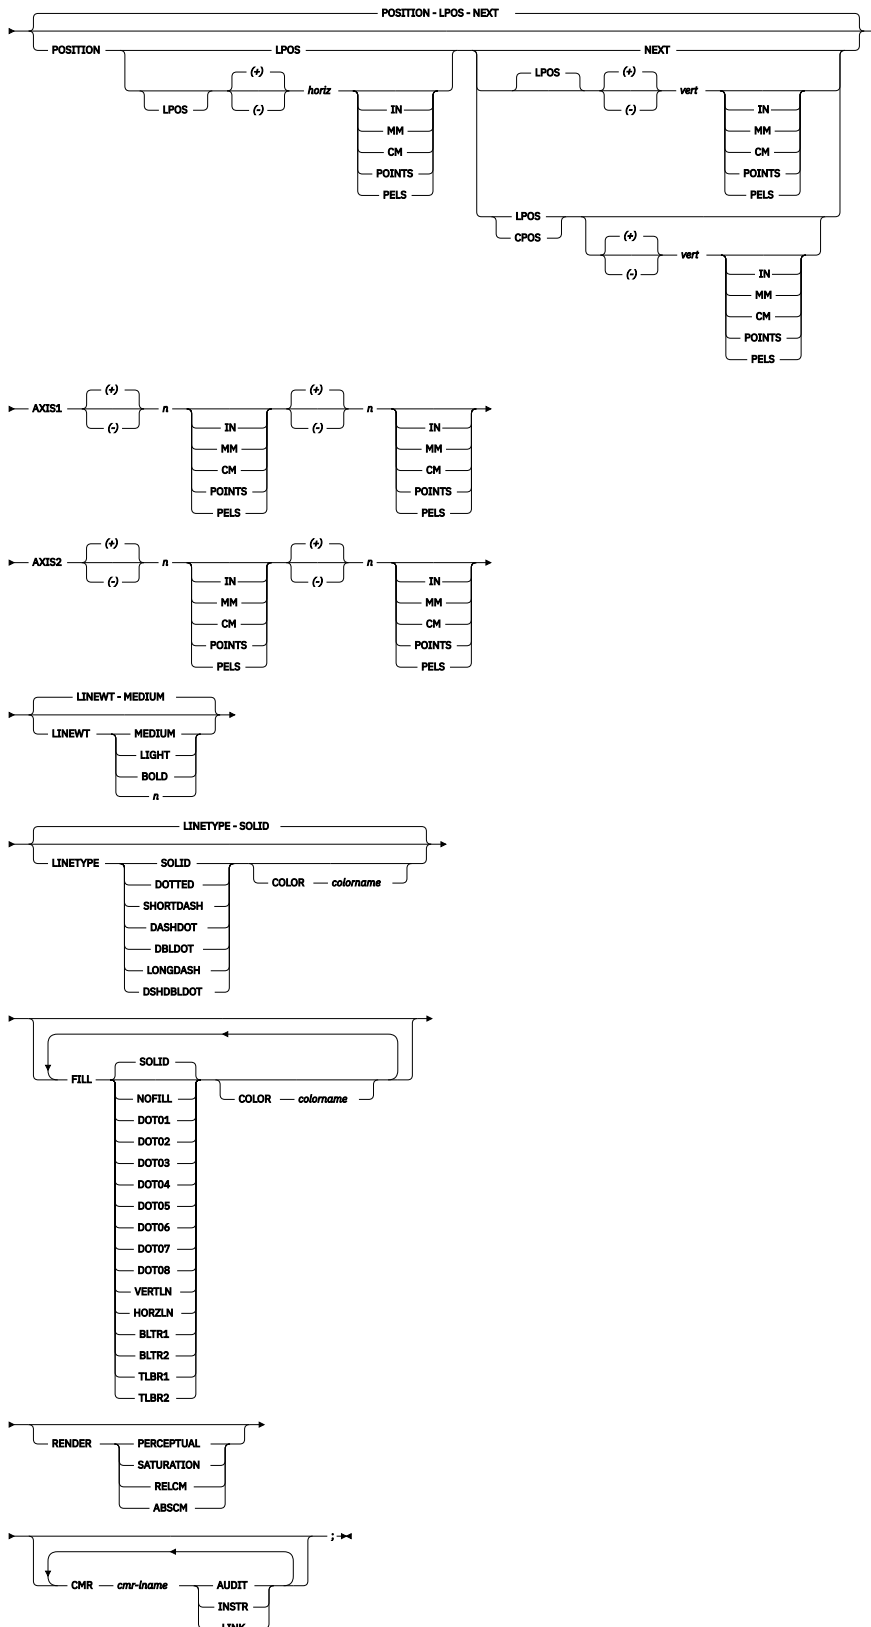 POSITION - LPOS - NEXT
POSITION LPOS NEXT
LPOS (+) (-) horiz LPOS (+) (-) vert
IN IN
MM MM
CM CM
POINTS POINTS
PELS PELS
LPOS
CPOS (+) (-) vert
IN
MM
CM
POINTS
PELS
AXIS1 (+) (-) n (+) (-) n
IN IN
MM MM
CM CM
POINTS POINTS
PELS PELS
AXIS2 (+) (-) n (+) (-) n
IN IN
MM MM
CM CM
POINTS POINTS
PELS PELS
LINEWT - MEDIUM
LINEWT MEDIUM
LIGHT
BOLD
n
LINETYPE - SOLID
LINETYPE SOLID
DOTTED COLOR colorname
SHORTDASH
DASHDOT
DBLDOT
LONGDASH
DSHDBLDOT
SOLID
FILL
NOFILL COLOR colorname
DOT01
DOT02
DOT03
DOT04
DOT05
DOT06
DOT07
DOT08
VERTLN
HORZLN
BLTR1
BLTR2
TLBR1
TLBR2
RENDER PERCEPTUAL
SATURATION
RELCM
ABSCM
;
CMR cmr-lname AUDIT
INSTR
LINK